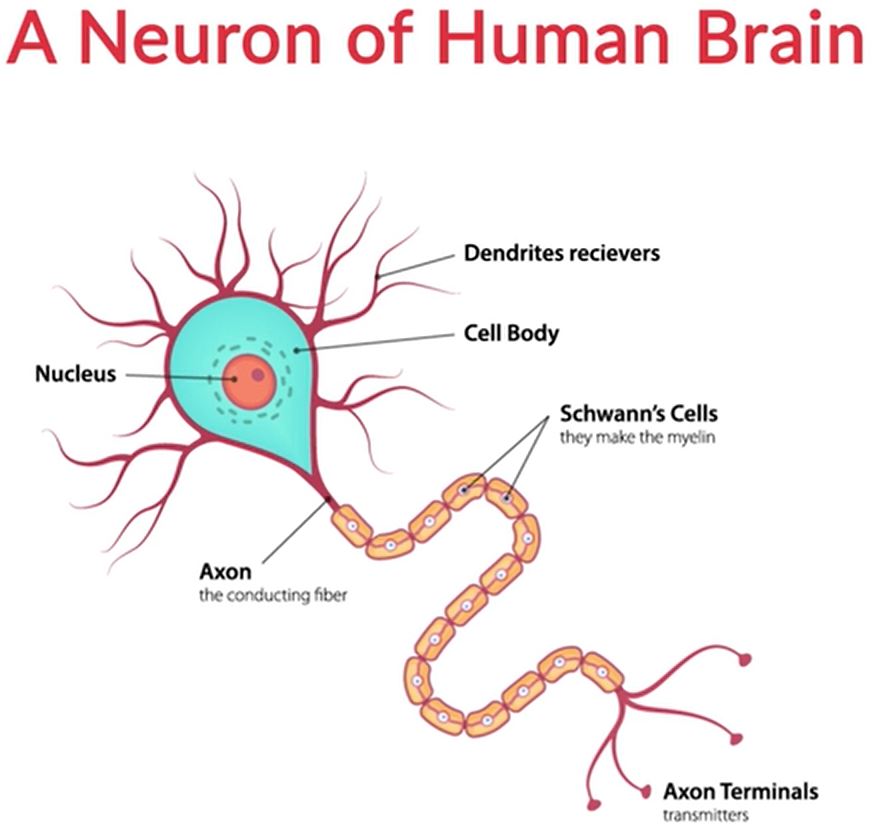 A Neuron of Human Brain
Dendrites recievers
Cell Body
Nucleus
Schwann's Cells
they make the myelin
Axon
the conducting fiber
Axon Terminals
transmitters